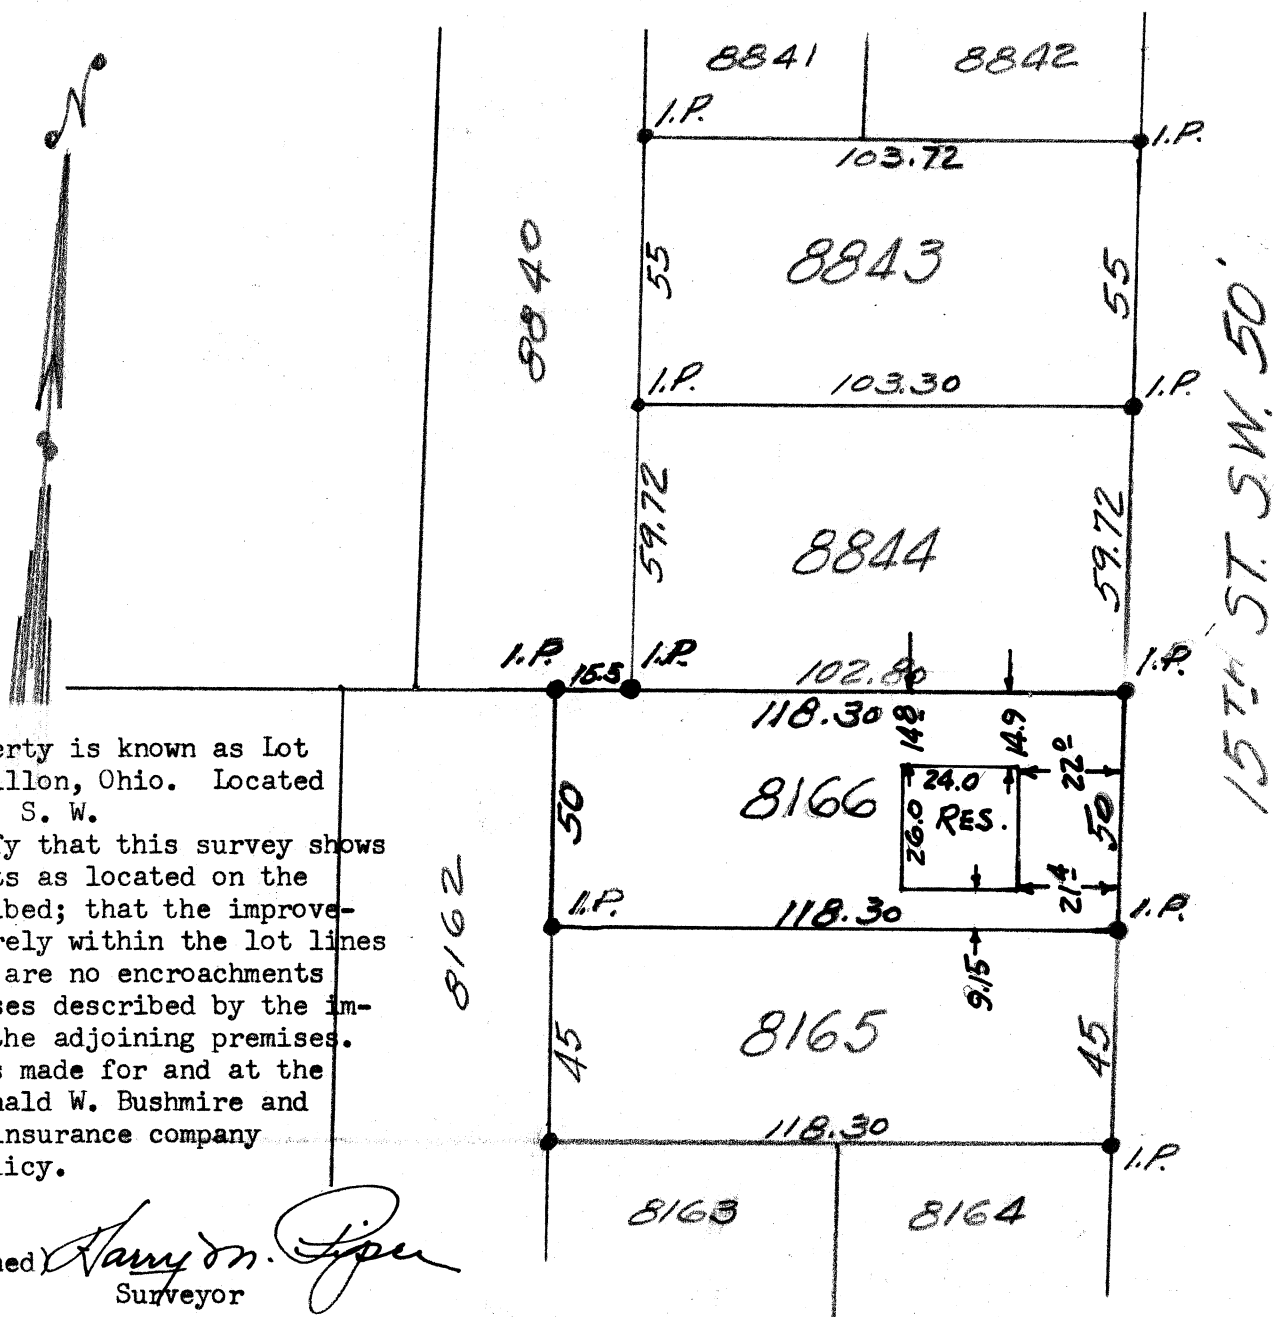 N
8841
8842
I.P.
I.P.
103.72
8840
55
8843
55
I.P.
103.30
I.P.
15TH ST. S.W. 50'
59.72
8844
59.72
I.P.
15.5
I.P.
102.80
I.P.
118.30
14.8
14.9
22.0
50
8166
24.0
26.0
RES.
50
21.4
I.P.
118.30
I.P.
9.15
8162
45
8165
45
118.30
I.P.
8163
8164
erty is known as Lot
illon, Ohio. Located
S. W.
fy that this survey shows
ts as located on the
bed; that the improve-
rely within the lot lines
are no encroachments
ses described by the im-
the adjoining premises.
s made for and at the
nald W. Bushmire and
insurance company
licy.
ned) Harry M. Piper
Surveyor